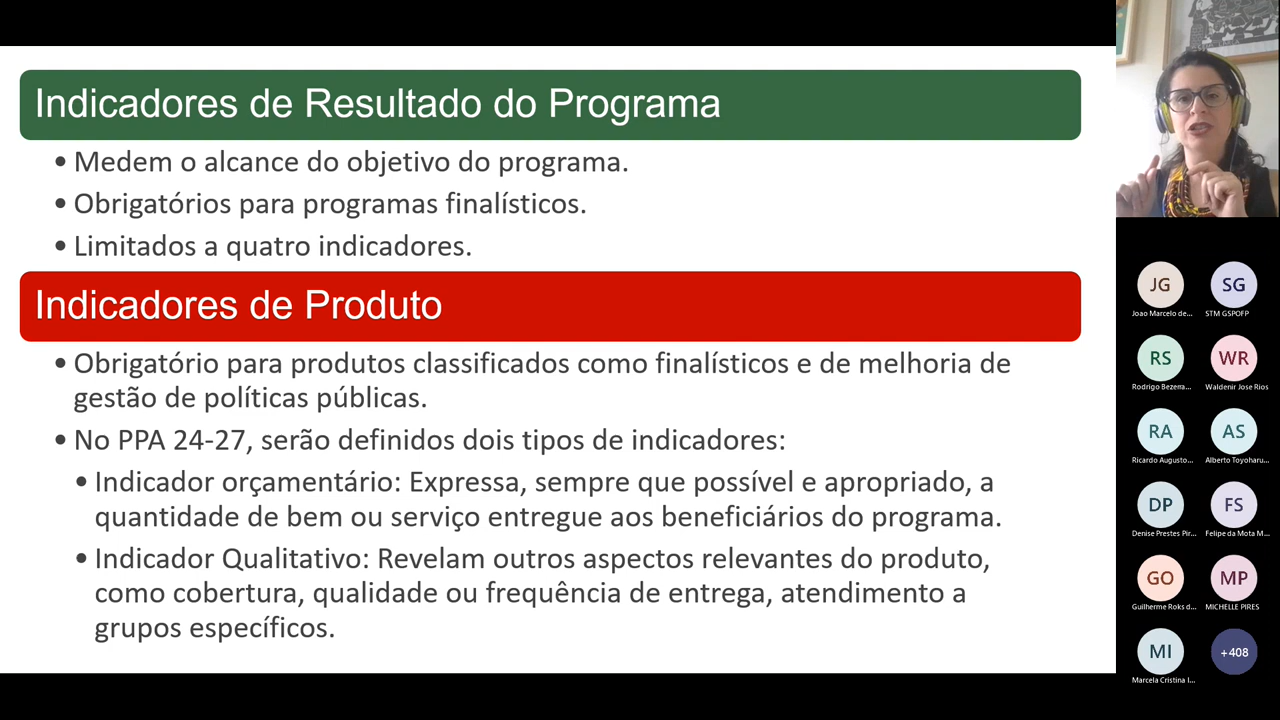 Indicadores de Resultado do Programa
• Medem o alcance do objetivo do programa.
• Obrigatórios para programas finalísticos.
• Limitados a quatro indicadores.
Indicadores de Produto
• Obrigatório para produtos classificados como finalísticos e de melhoria de
gestão de políticas públicas.
• No PPA 24-27, serão definidos dois tipos de indicadores:
• Indicador orçamentário: Expressa, sempre que possível e apropriado, a
quantidade de bem ou serviço entregue aos beneficiários do programa.
• Indicador Qualitativo: Revelam outros aspectos relevantes do produto,
como cobertura, qualidade ou frequência de entrega, atendimento a
grupos específicos.
JG
Joao Marcelo de...
SG
STM GSPOFP
RS
Rodrigo Bezerra...
WR
Waldenir Jose Rios
RA
Ricardo Augusto...
AS
Alberto Toyoharu...
DP
Denise Prestes Pir...
FS
Felipe da Mota M...
GO
Guilherme Roks d...
MP
MICHELLE PIRES
MI
Marcela Cristina I...
+408